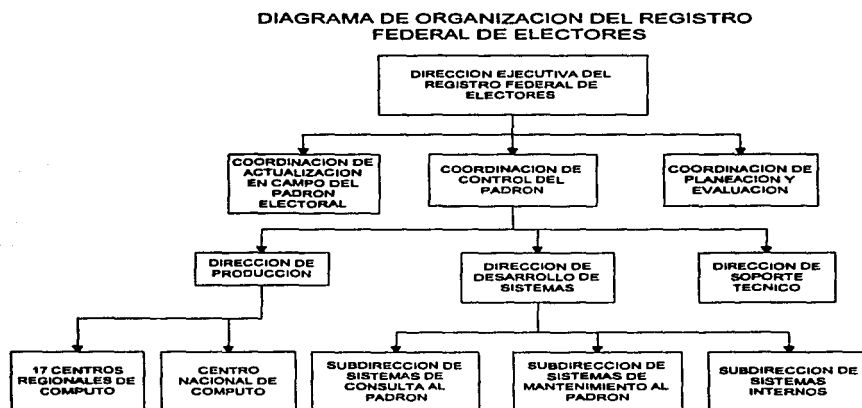 DIAGRAMA DE ORGANIZACION DEL REGISTRO
FEDERAL DE ELECTORES
DIRECCION EJECUTIVA DEL
REGISTRO FEDERAL DE
ELECTORES
COORDINACION DE
ACTUALIZACION
EN CAMPO DEL
PADRON
ELECTORAL
COORDINACION DE
CONTROL DEL
PADRON
COORDINACION DE
PLANEACION Y
EVALUACION
DIRECCION DE
PRODUCCION
DIRECCION DE
DESARROLLO DE
SISTEMAS
DIRECCION DE
SOPORTE
TECNICO
17 CENTROS
REGIONALES DE
COMPUTO
CENTRO
NACIONAL DE
COMPUTO
SUBDIRECCION DE
SISTEMAS DE
CONSULTA AL
PADRON
SUBDIRECCION DE
SISTEMAS DE
MANTENIMIENTO AL
PADRON
SUBDIRECCION DE
SISTEMAS
INTERNOS